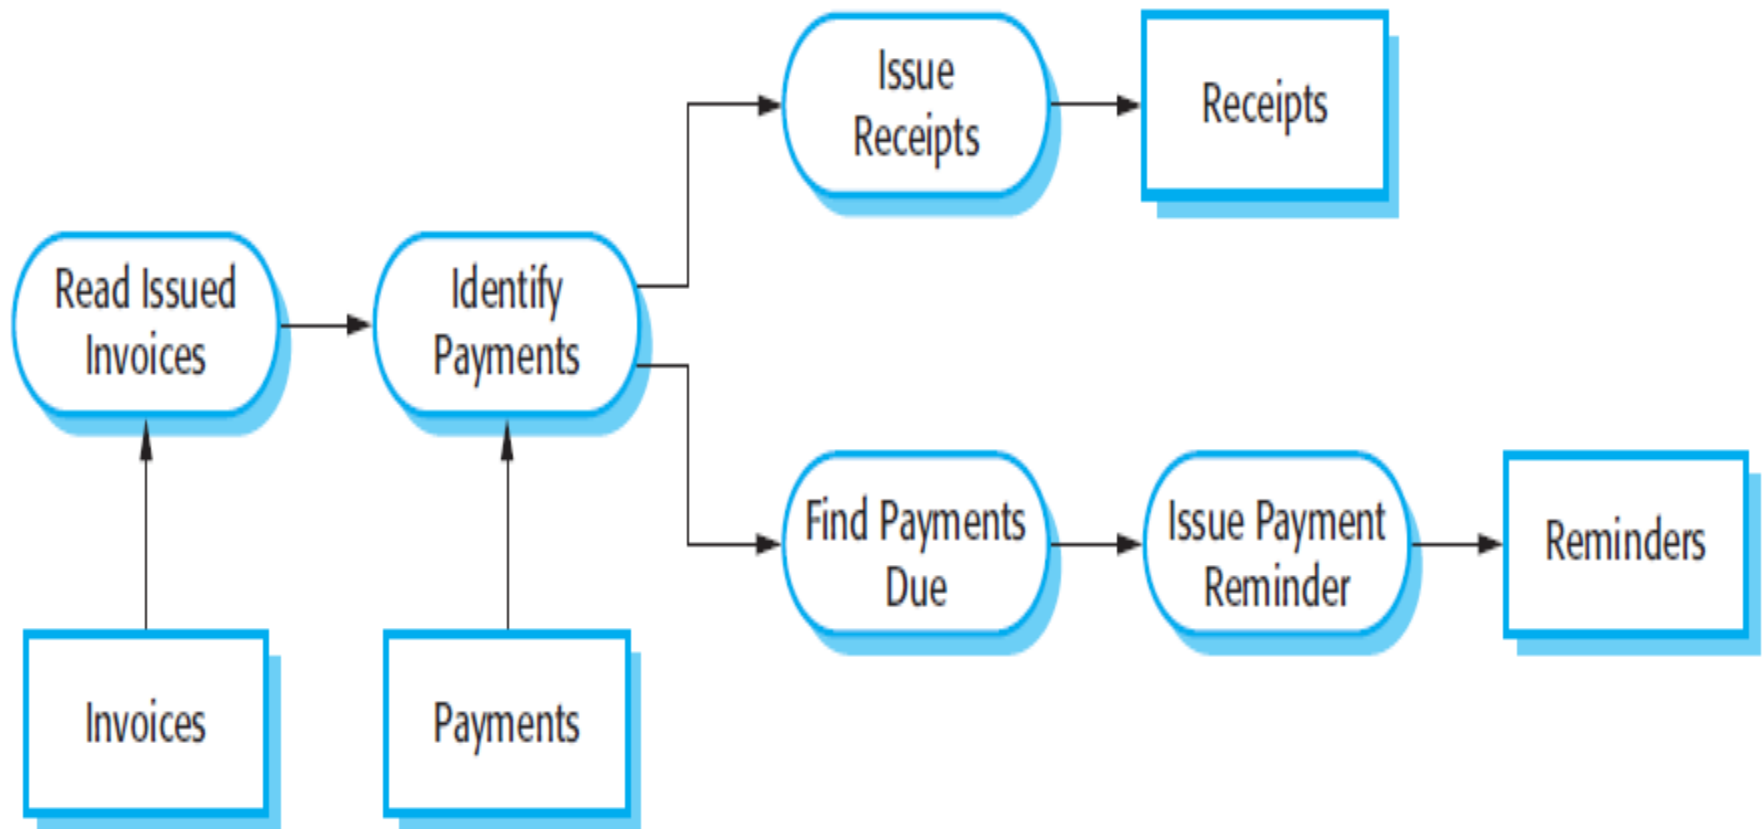 Issue
Receipts
Receipts
Read Issued
Invoices
Identify
Payments
Find Payments
Due
Issue Payment
Reminder
Reminders
Invoices
Payments